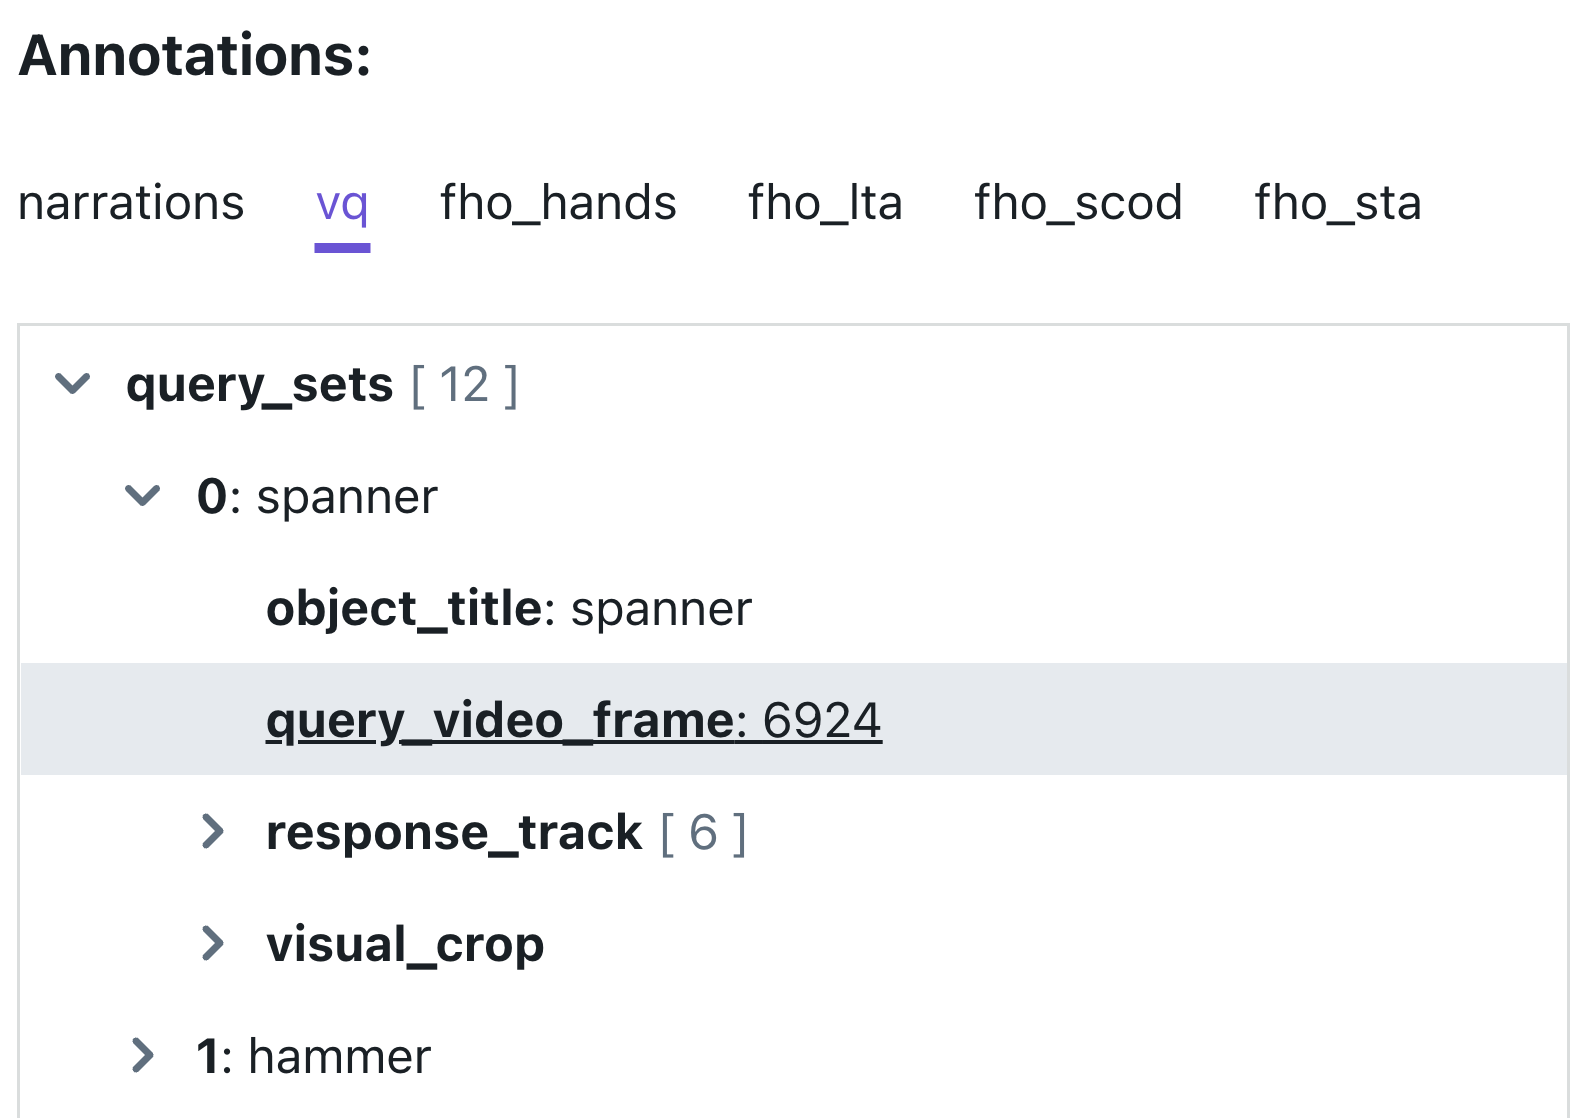 Annotations:
narrations vq fho_hands fho_lta fho_scod fho_sta
query_sets [ 12 ]
0: spanner
object_title: spanner
query_video_frame: 6924
response_track [ 6 ]
visual_crop
1: hammer